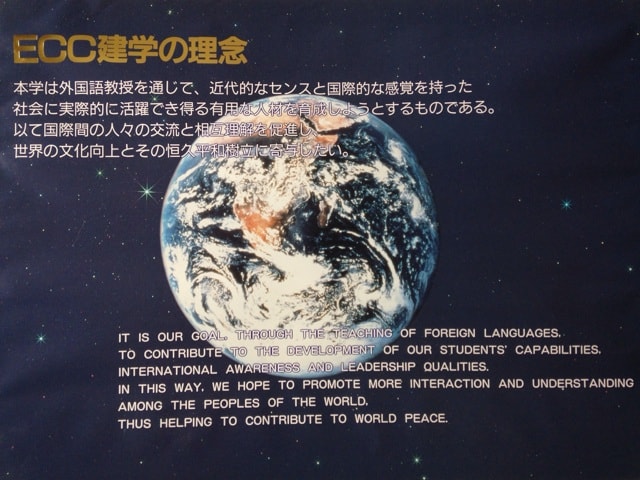 ECC建学の理念
本学は外国語教授を通じて、近代的なセンスと国際的な感覚を持った
社会に実際的に活躍でき得る有用な人材を育成しようとするものである。
以て国際間の人々の交流と相互理解を促進し、
世界の文化向上とその恒久平和樹立に寄与したい。
IT IS OUR GOAL, THROUGH THE TEACHING OF FOREIGN LANGUAGES,
TO CONTRIBUTE TO THE DEVELOPMENT OF OUR STUDENTS' CAPABILITIES,
INTERNATIONAL AWARENESS AND LEADERSHIP QUALITIES.
IN THIS WAY, WE HOPE TO PROMOTE MORE INTERACTION AND UNDERSTANDING
AMONG THE PEOPLES OF THE WORLD,
THUS HELPING TO CONTRIBUTE TO WORLD PEACE.